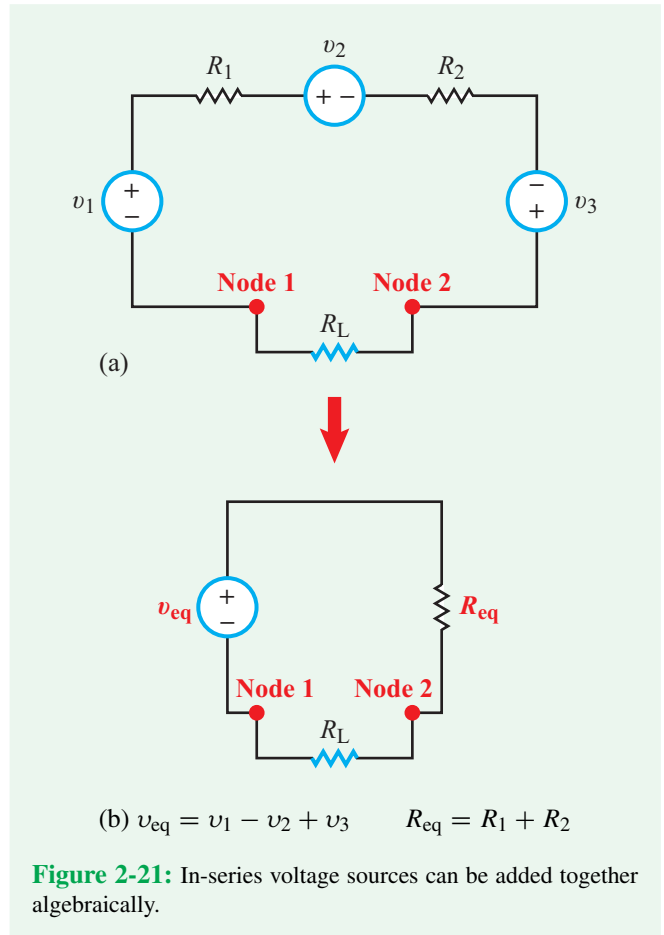 υ2
R1
R2
+ −
υ1
+
−
−
+
υ3
Node 1
Node 2
RL
(a)
υeq
+
−
Req
Node 1
Node 2
RL
(b) υeq = υ1 − υ2 + υ3 Req = R1 + R2
Figure 2-21: In-series voltage sources can be added together
algebraically.